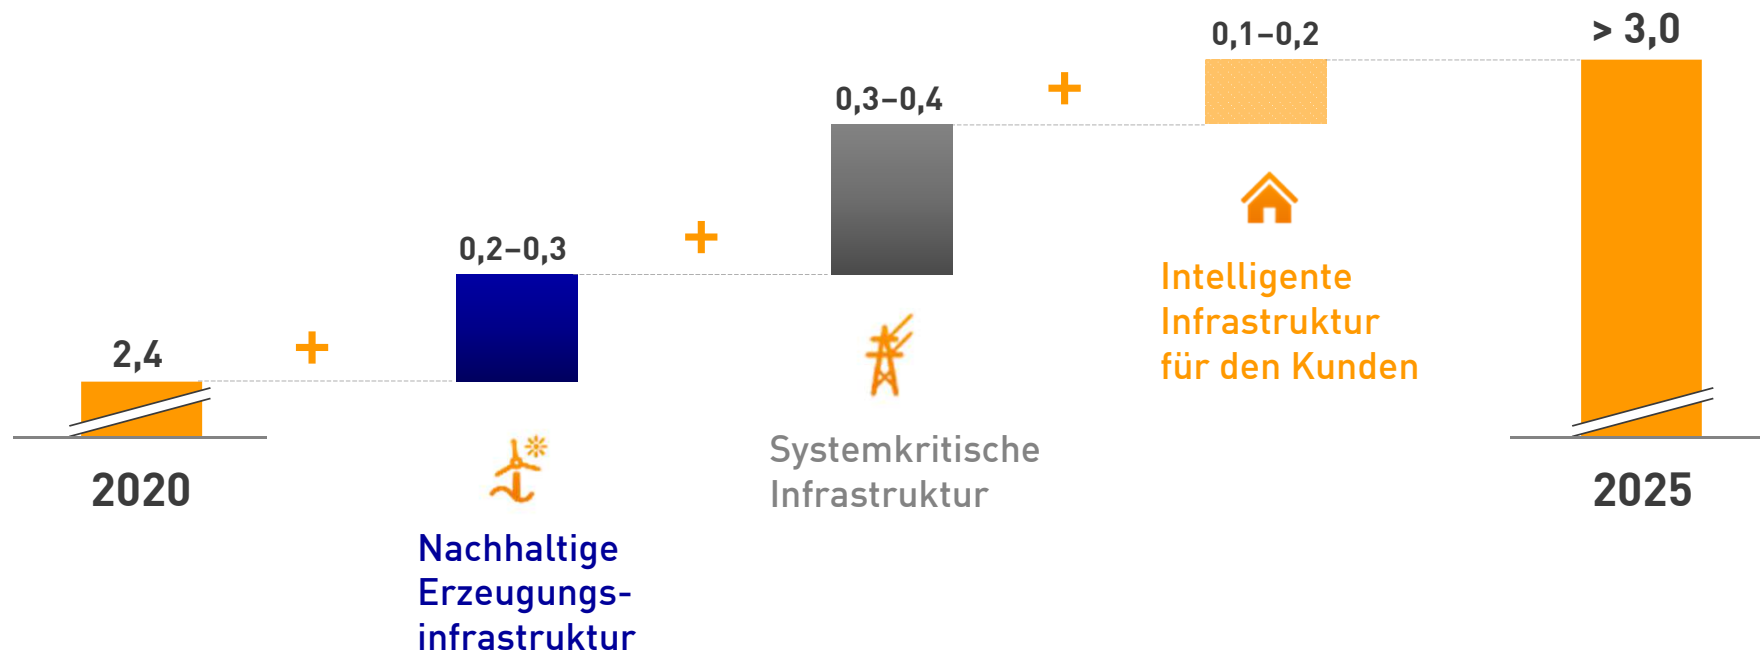 2,4
+
2020
0,2–0,3
Nachhaltige
Erzeugungs-
infrastruktur
+
0,3–0,4
Systemkritische
Infrastruktur
+
0,1–0,2
Intelligente
Infrastruktur
für den Kunden
> 3,0
2025